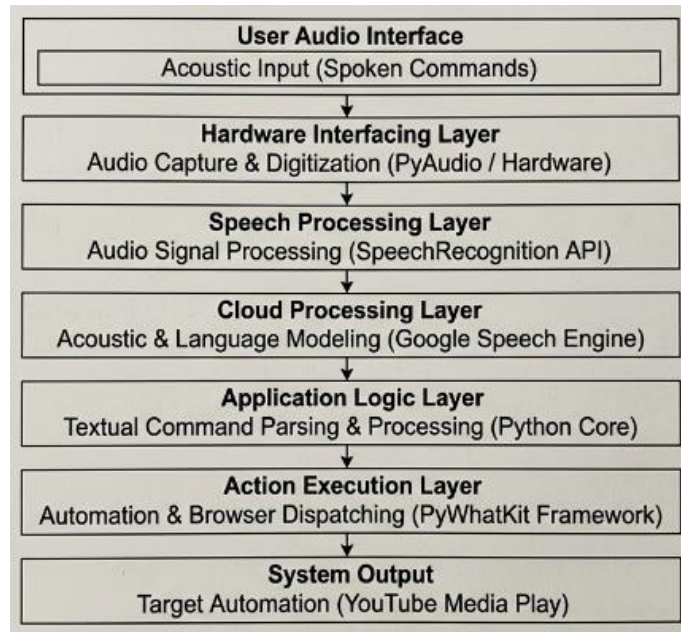 User Audio Interface
Acoustic Input (Spoken Commands)
Hardware Interfacing Layer
Audio Capture & Digitization (PyAudio / Hardware)
Speech Processing Layer
Audio Signal Processing (SpeechRecognition API)
Cloud Processing Layer
Acoustic & Language Modeling (Google Speech Engine)
Application Logic Layer
Textual Command Parsing & Processing (Python Core)
Action Execution Layer
Automation & Browser Dispatching (PyWhatKit Framework)
System Output
Target Automation (YouTube Media Play)